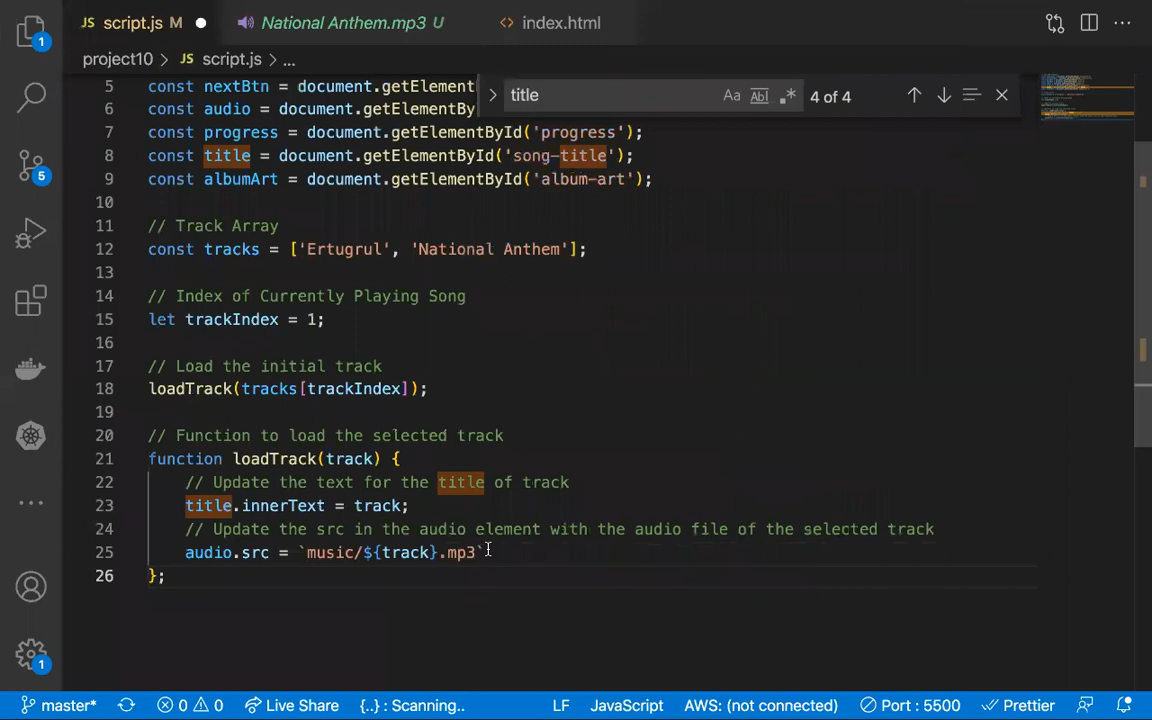 script.js M
National Anthem.mp3 U
index.html
project10 > JS script.js > ...
title
Aa Abl .* 4 of 4
5 const nextBtn = document.getElement
6 const audio = document.getElementBy
7 const progress = document.getElementById('progress');
8 const title = document.getElementById('song-title');
9 const albumArt = document.getElementById('album-art');
10
11 // Track Array
12 const tracks = ['Ertugrul', 'National Anthem'];
13
14 // Index of Currently Playing Song
15 let trackIndex = 1;
16
17 // Load the initial track
18 loadTrack(tracks[trackIndex]);
19
20 // Function to load the selected track
21 function loadTrack(track) {
22 // Update the text for the title of track
23 title.innerText = track;
24 // Update the src in the audio element with the audio file of the selected track
25 audio.src = `music/${track}.mp3`
26 };
1
5
1
master* 0 0 Live Share {..} : Scanning.. LF JavaScript AWS: (not connected) Port : 5500 Prettier